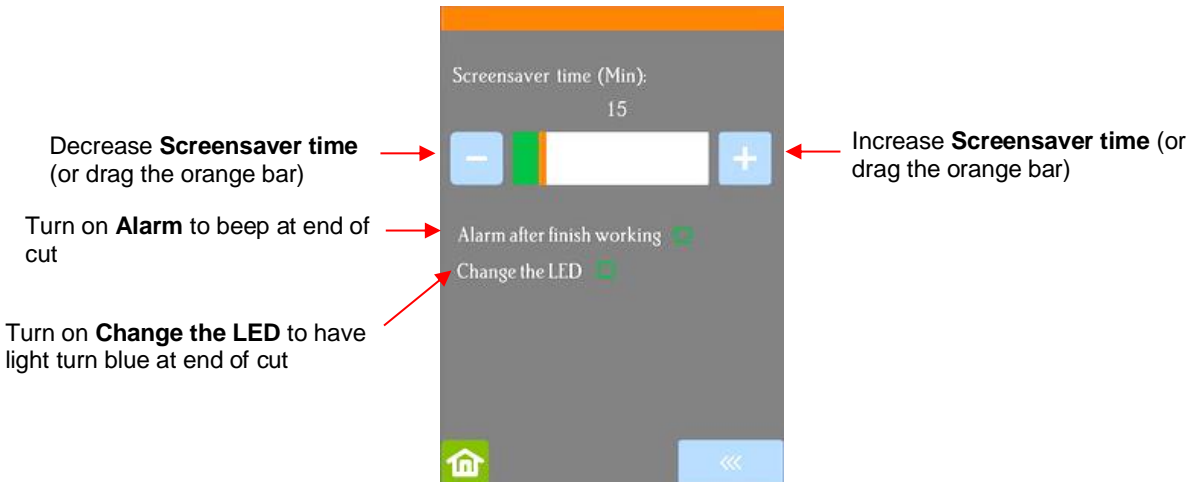 Screensaver time (Min):
15
Decrease Screensaver time
(or drag the orange bar)
Increase Screensaver time (or
drag the orange bar)
Turn on Alarm to beep at end of
cut
Alarm after finish working
Change the LED
Turn on Change the LED to have
light turn blue at end of cut